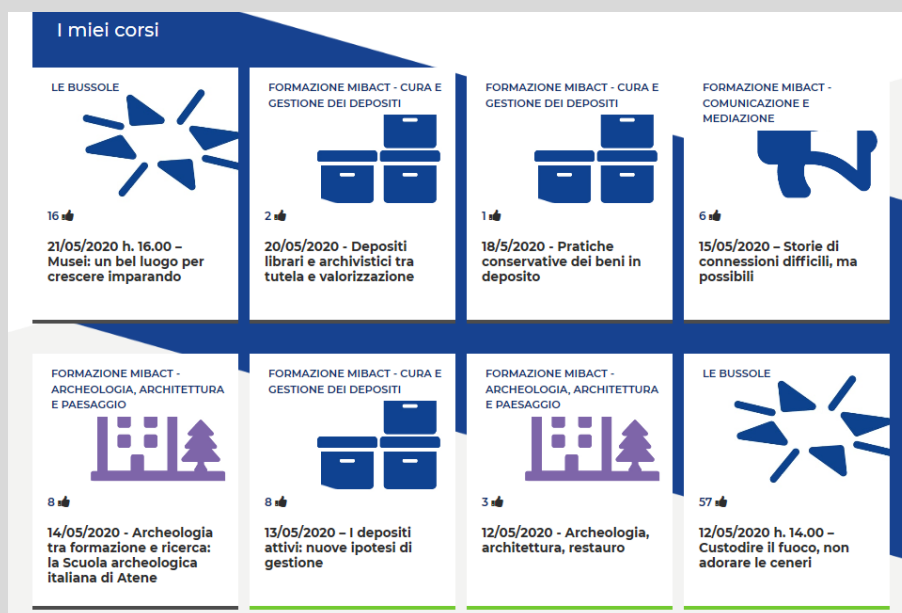 I miei corsi
LE BUSSOLE
16
21/05/2020 h. 16.00 –
Musei: un bel luogo per
crescere imparando
FORMAZIONE MIBACT - CURA E
GESTIONE DEI DEPOSITI
2
20/05/2020 - Depositi
librari e archivistici tra
tutela e valorizzazione
FORMAZIONE MIBACT - CURA E
GESTIONE DEI DEPOSITI
1
18/5/2020 - Pratiche
conservative dei beni in
deposito
FORMAZIONE MIBACT -
COMUNICAZIONE E
MEDIAZIONE
6
15/05/2020 – Storie di
connessioni difficili, ma
possibili
FORMAZIONE MIBACT -
ARCHEOLOGIA, ARCHITETTURA
E PAESAGGIO
8
14/05/2020 - Archeologia
tra formazione e ricerca:
la Scuola archeologica
italiana di Atene
FORMAZIONE MIBACT - CURA E
GESTIONE DEI DEPOSITI
8
13/05/2020 – I depositi
attivi: nuove ipotesi di
gestione
FORMAZIONE MIBACT -
ARCHEOLOGIA, ARCHITETTURA
E PAESAGGIO
3
12/05/2020 - Archeologia,
architettura, restauro
LE BUSSOLE
57
12/05/2020 h. 14.00 –
Custodire il fuoco, non
adorare le ceneri